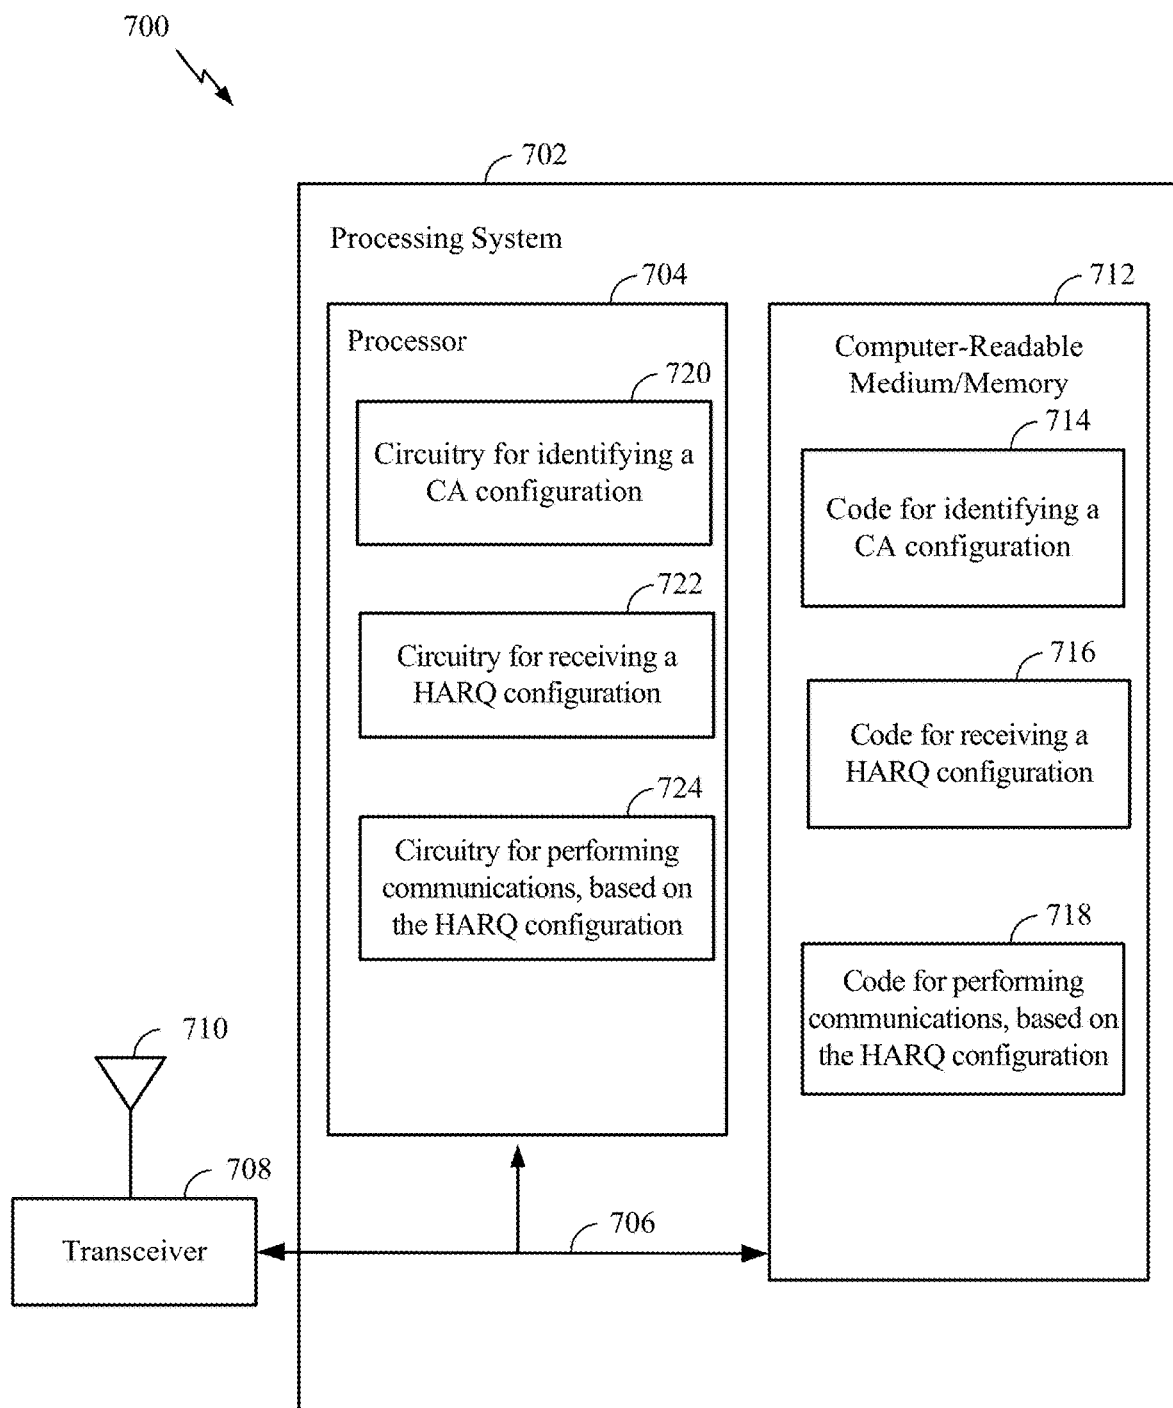 700
702
Processing System
704
Processor
720
Circuitry for identifying a
CA configuration
722
Circuitry for receiving a
HARQ configuration
724
Circuitry for performing
communications, based on
the HARQ configuration
712
Computer-Readable
Medium/Memory
714
Code for identifying a
CA configuration
716
Code for receiving a
HARQ configuration
718
Code for performing
communications, based on
the HARQ configuration
710
708
Transceiver
706